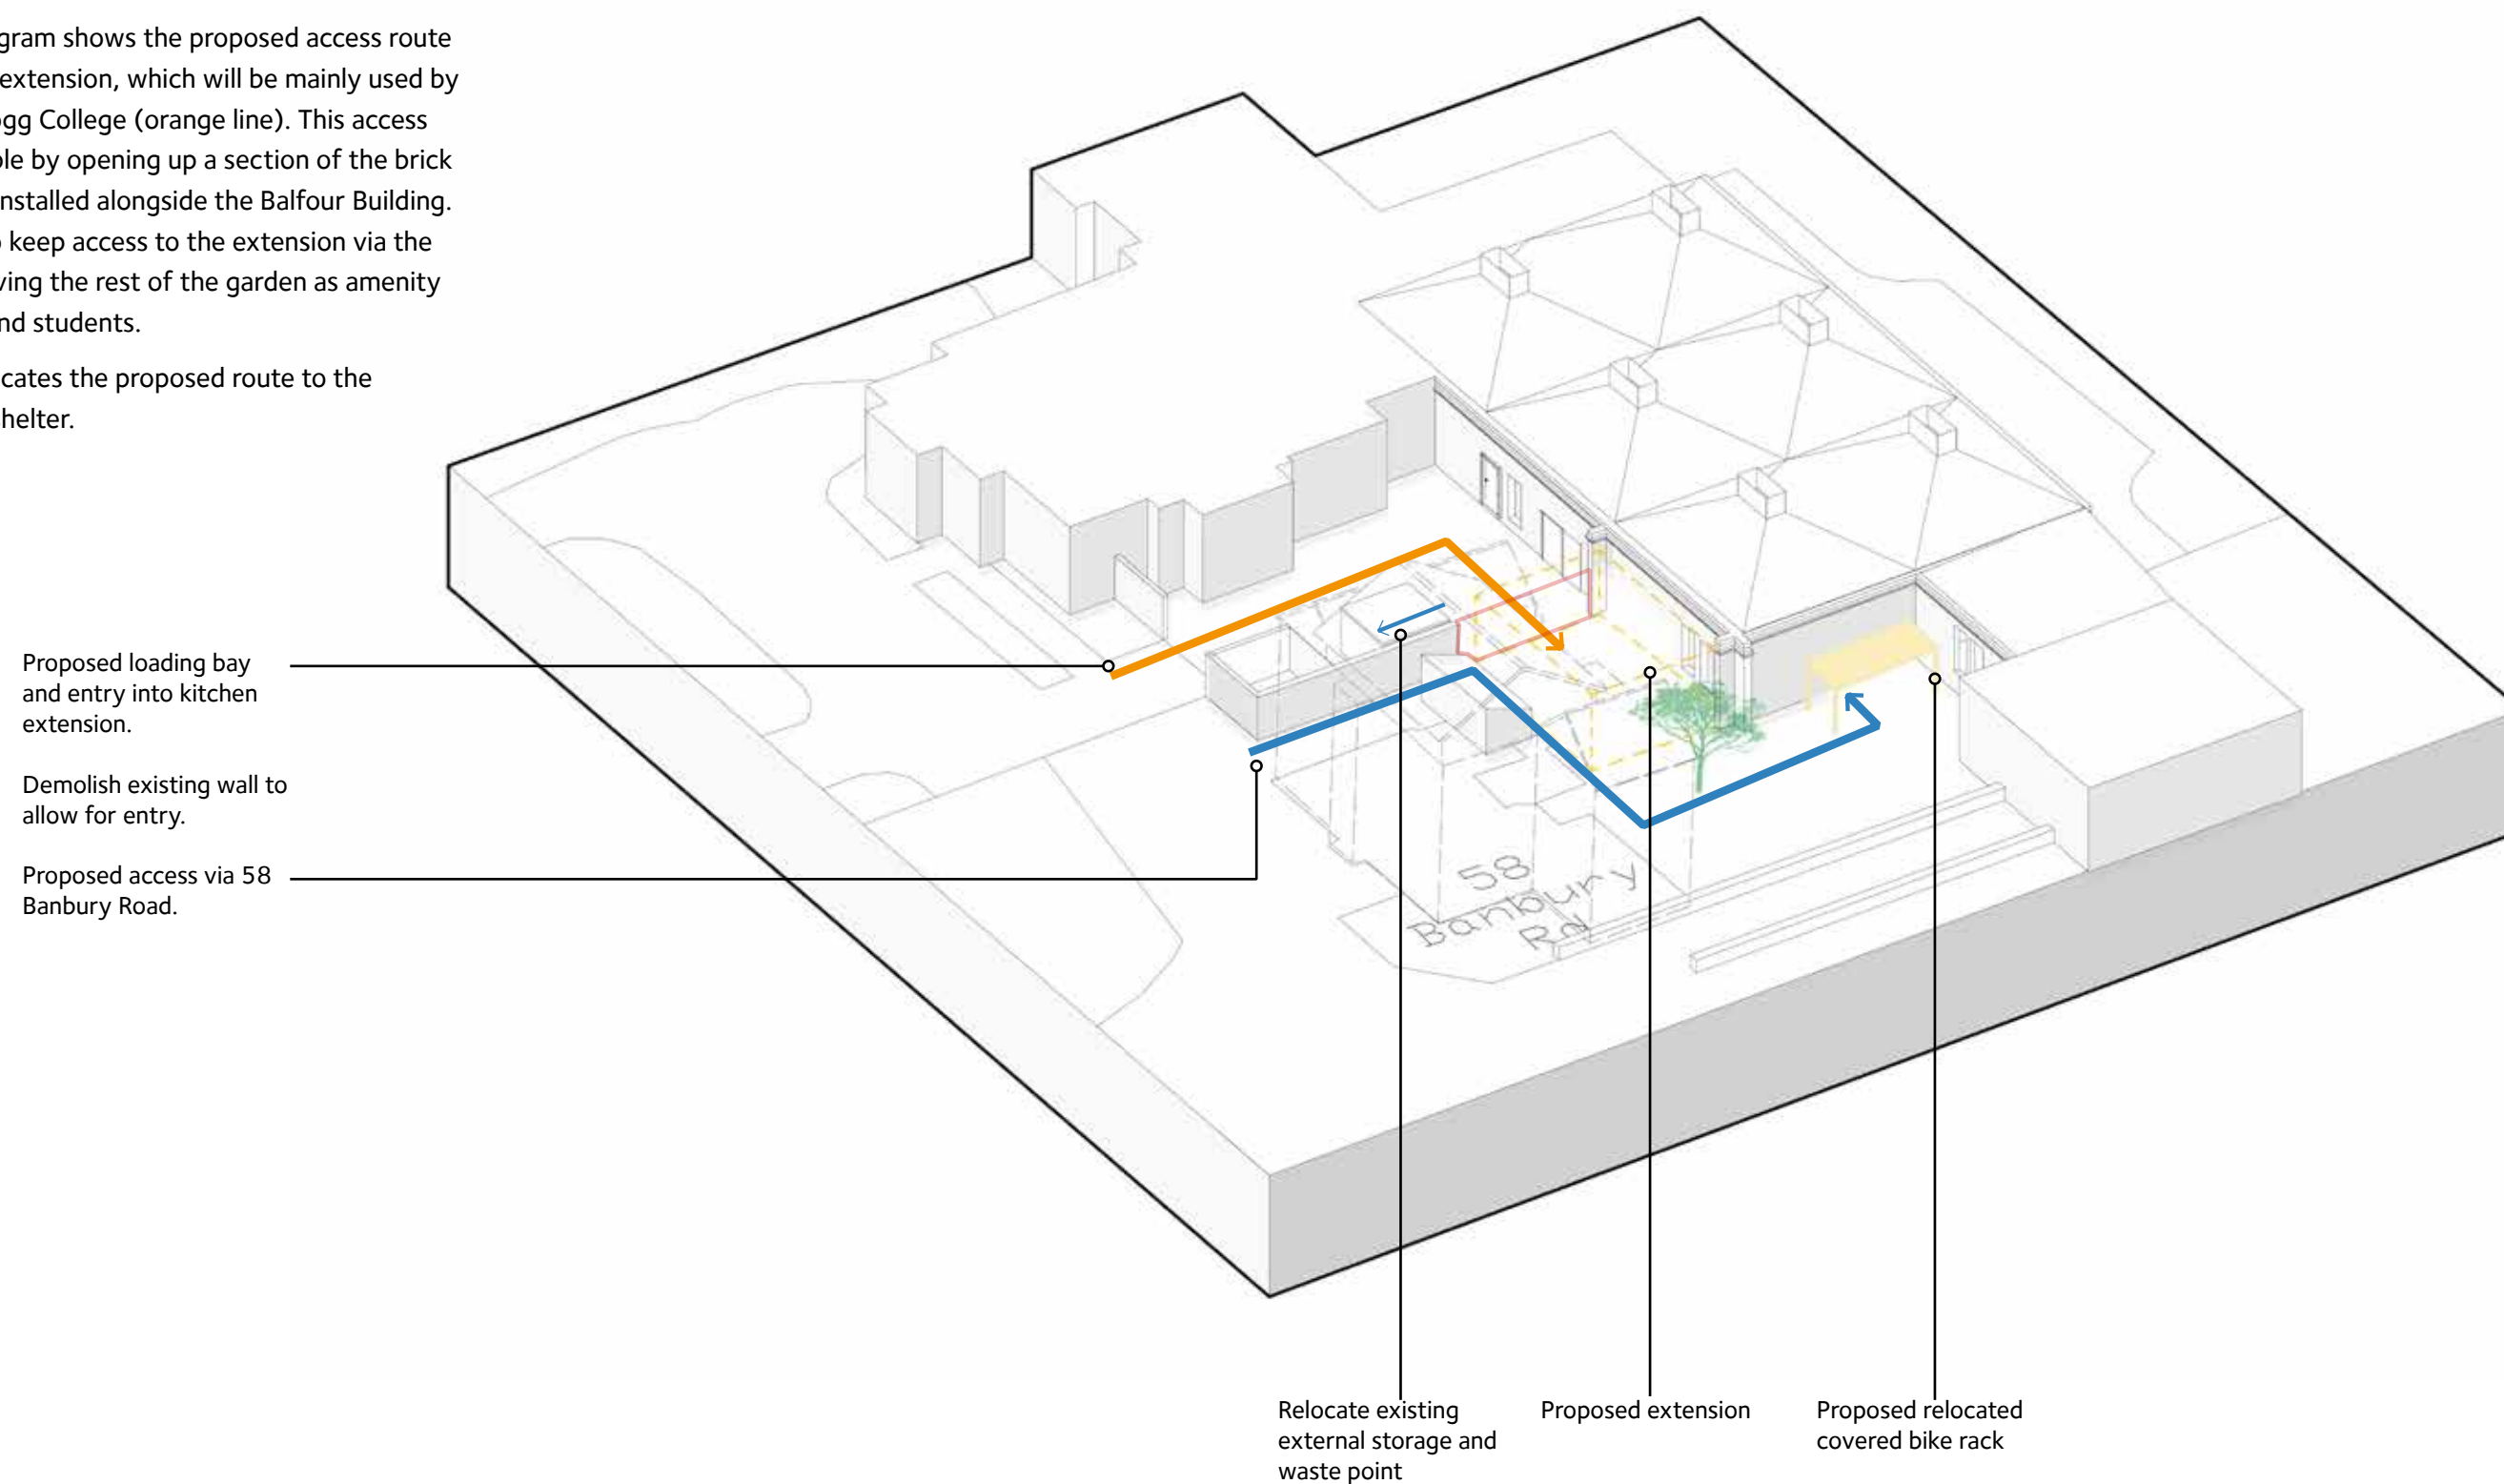 gram shows the proposed access route
extension, which will be mainly used by
ogg College (orange line). This access
ole by opening up a section of the brick
nstalled alongside the Balfour Building.
o keep access to the extension via the
ving the rest of the garden as amenity
nd students.
cates the proposed route to the
helter.
Proposed loading bay
and entry into kitchen
extension.
Demolish existing wall to
allow for entry.
Proposed access via 58
Banbury Road.
58
Banbury
Rd
Relocate existing
external storage and
waste point
Proposed extension
Proposed relocated
covered bike rack